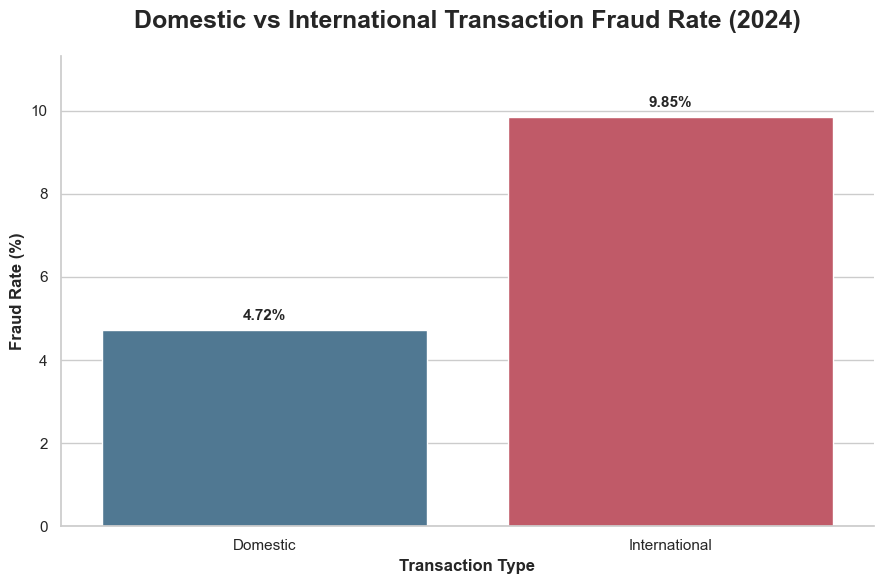 Domestic vs International Transaction Fraud Rate (2024)
Fraud Rate (%)
10
8
6
4
2
0
4.72%
9.85%
Domestic
International
Transaction Type